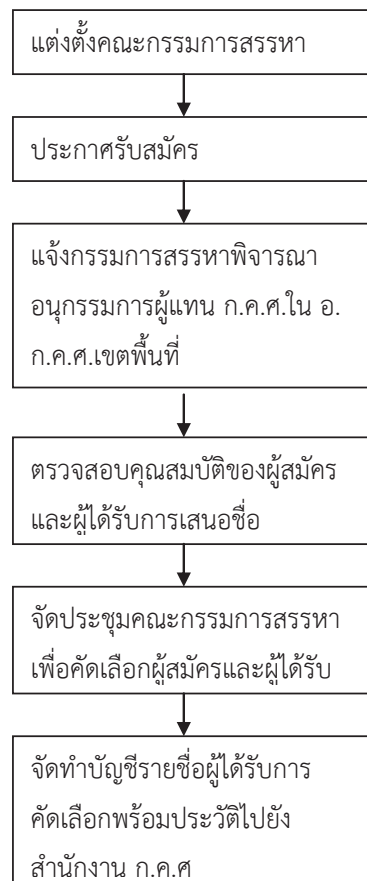 แต่งตั้งคณะกรรมการสรรหา
ประกาศรับสมัคร
แจ้งกรรมการสรรหาพิจารณา
อนุกรรมการผู้แทน ก.ค.ศ.ใน อ.
ก.ค.ศ.เขตพื้นที่
ตรวจสอบคุณสมบัติของผู้สมัคร
และผู้ได้รับการเสนอชื่อ
จัดประชุมคณะกรรมการสรรหา
เพื่อคัดเลือกผู้สมัครและผู้ได้รับ
จัดทำบัญชีรายชื่อผู้ได้รับการ
คัดเลือกพร้อมประวัติไปยัง
สำนักงาน ก.ค.ศ